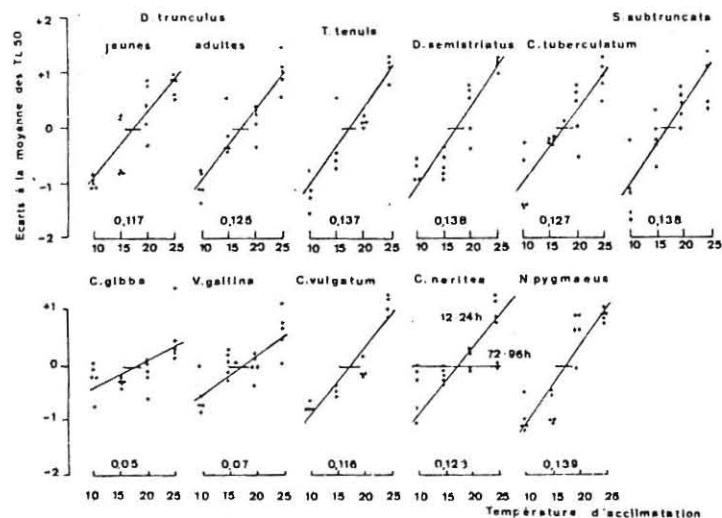 D. trunculus
S. subtruncata
jeunes adultes T. tenuis D. semistriatus C. tuberculatum
Ecarts à la moyenne des TL 50
+2
+1
0
-1
-2
0,117 0,125 0,137 0,138 0,127 0,138
10 15 20 25 10 15 20 25 10 15 20 25 10 15 20 25 10 15 20 25 10 15 20 25
C. gibba V. gallina C. vulgatum C. neritea N. pygmaeus
+1
0
-1
-2
12-24h
72-96h
0,05 0,07 0,116 0,123 0,139
10 15 20 25 10 15 20 25 10 15 20 25 10 15 20 25 10 15 20 25
Température d'acclimatation